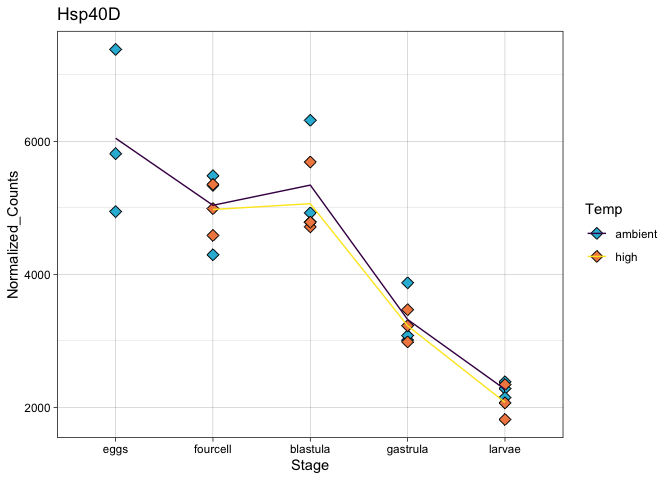 Hsp40D
Normalized_Counts
6000
4000
2000
eggs fourcell blastula gastrula larvae
Stage
Temp
ambient
high